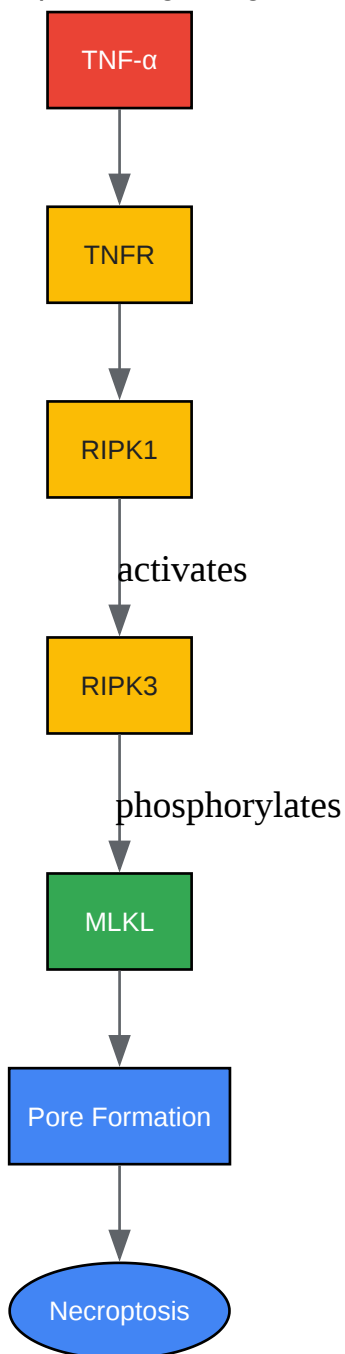 TNF-α
TNFR
RIPK1
activates
RIPK3
phosphorylates
MLKL
Pore Formation
Necroptosis